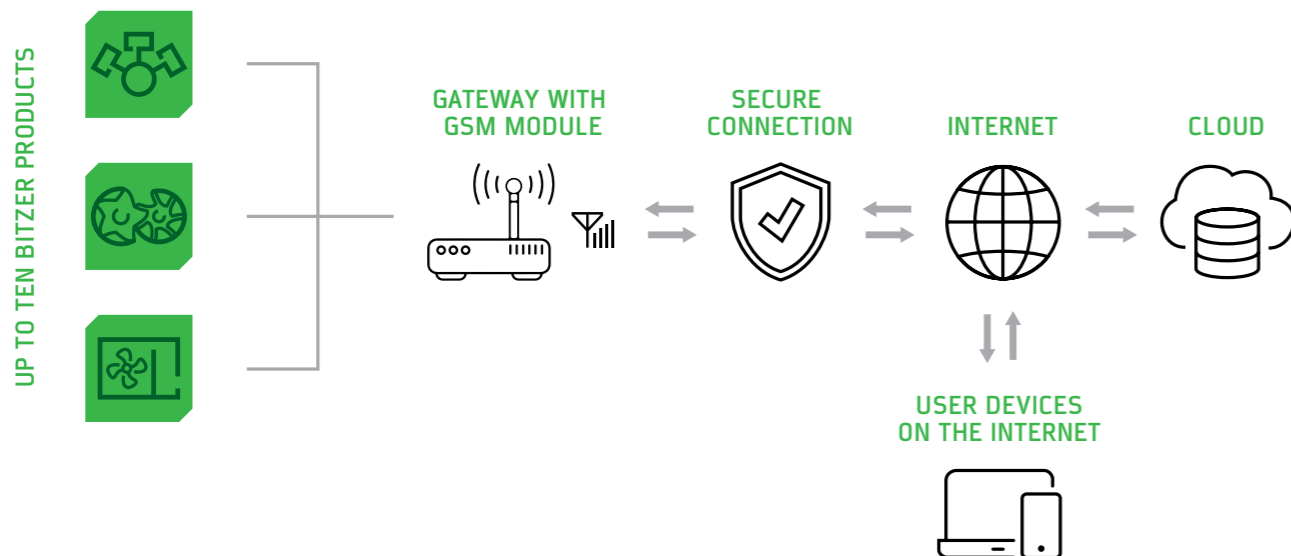 UP TO TEN BITZER PRODUCTS
GATEWAY WITH
GSM MODULE
SECURE
CONNECTION
INTERNET
CLOUD
USER DEVICES
ON THE INTERNET